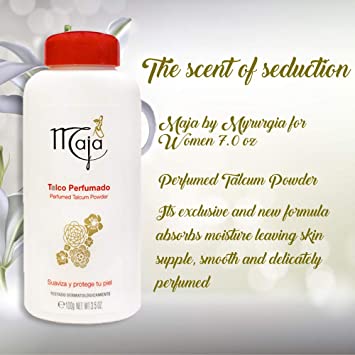 The scent of seduction
Maja by Myrurgia for
Women 7.0 oz
Perfumed Talcum Powder
Its exclusive and new formula
absorbs moisture leaving skin
supple, smooth and delicately
perfumed
Maja
Talco Perfumado
Perfumed Talcum Powder
Suaviza y protege tu piel
TESTADO DERMATOLÓGICAMENTE
100g NET WT 3.5 OZ